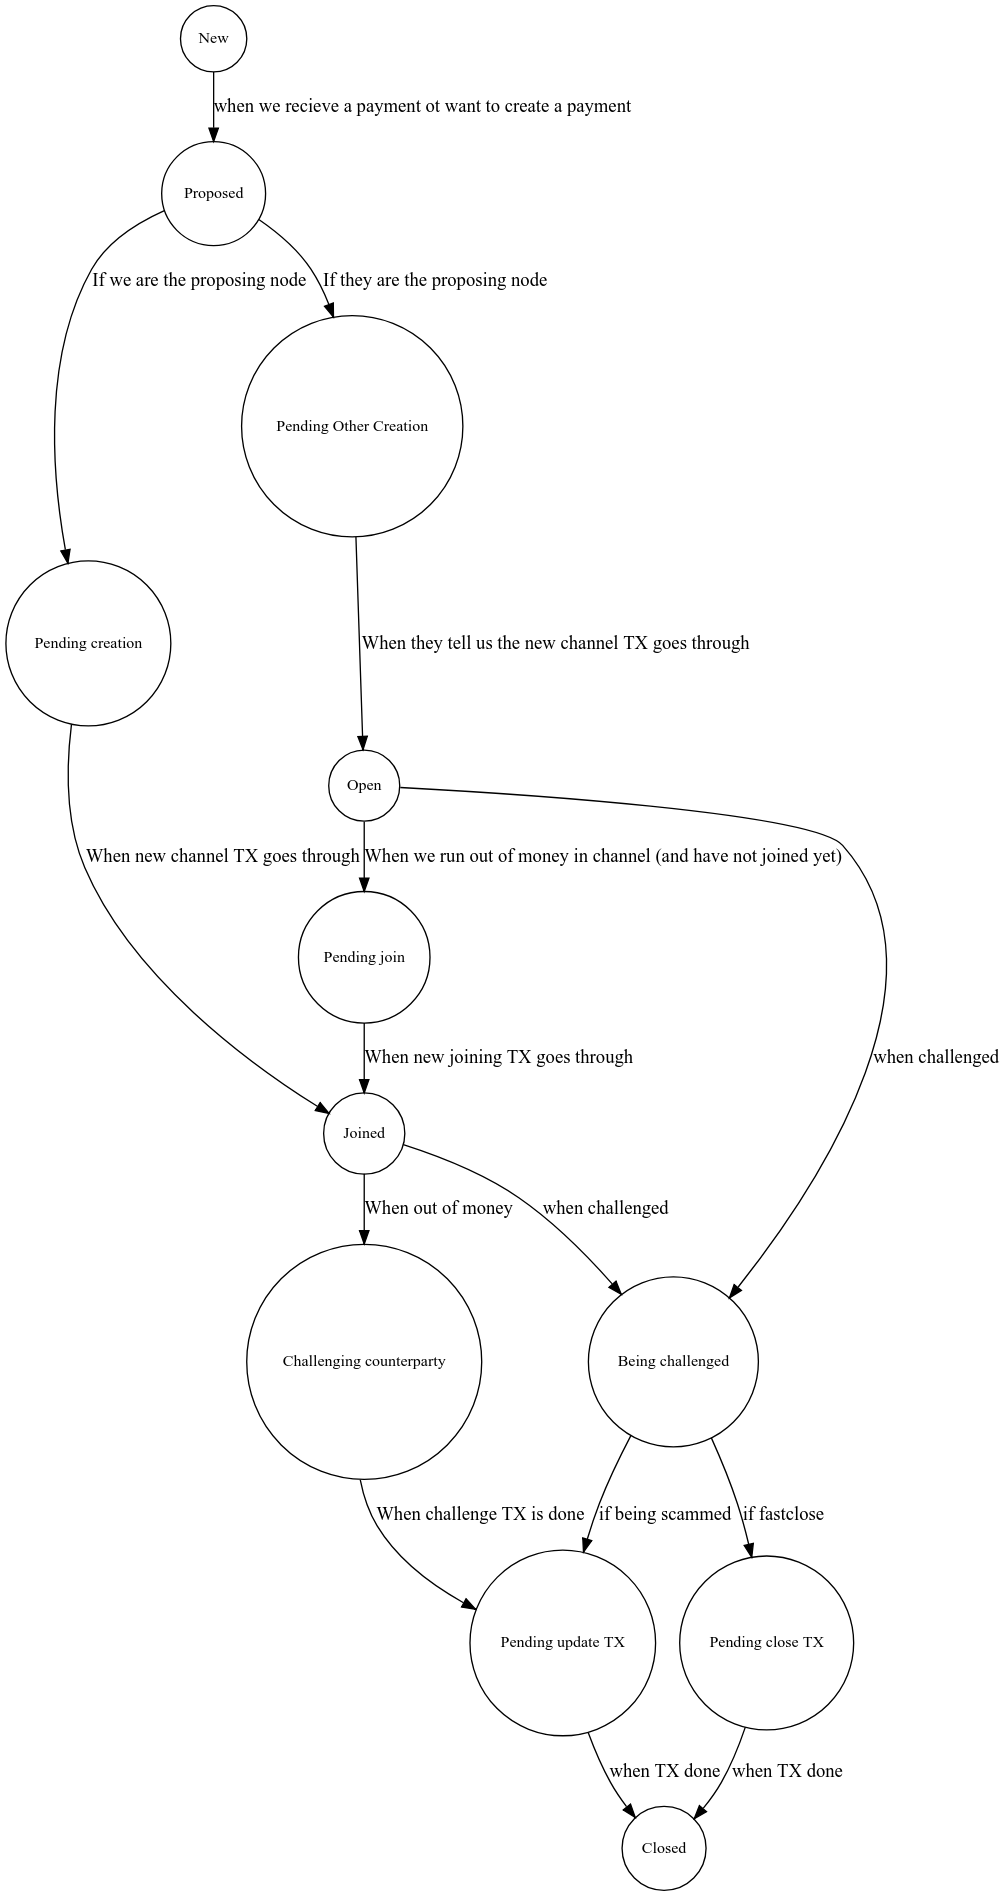 New
when we recieve a payment ot want to create a payment
Proposed
If we are the proposing node
If they are the proposing node
Pending Other Creation
Pending creation
When they tell us the new channel TX goes through
Open
When new channel TX goes through
When we run out of money in channel (and have not joined yet)
Pending join
When new joining TX goes through
when challenged
Joined
When out of money
when challenged
Challenging counterparty
Being challenged
When challenge TX is done
if being scammed
if fastclose
Pending update TX
Pending close TX
when TX done
when TX done
Closed